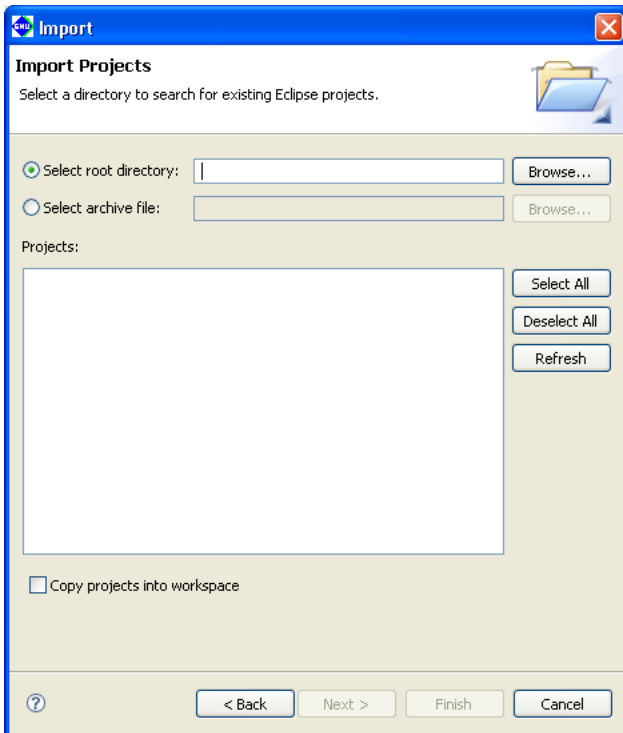 EMU Import
Import Projects
Select a directory to search for existing Eclipse projects.
Select root directory: Browse...
Select archive file: Browse...
Projects:
Select All
Deselect All
Refresh
Copy projects into workspace
? < Back Next > Finish Cancel